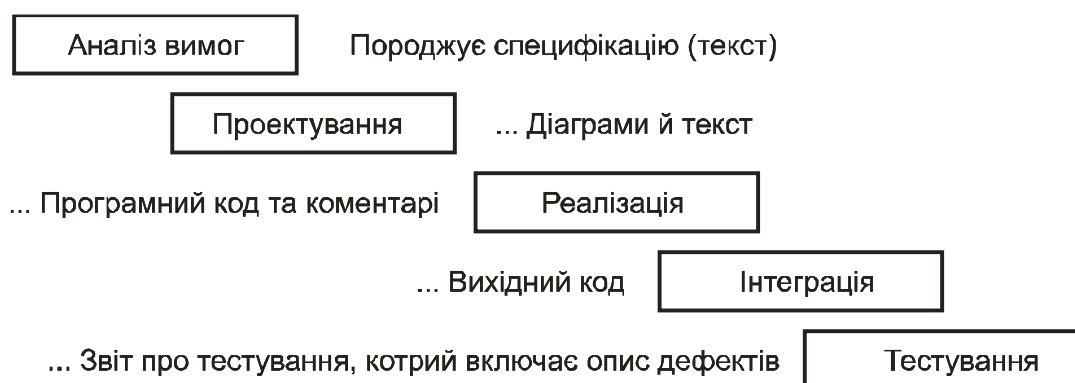 Аналіз вимог Породжує специфікацію (текст)
Проектування ... Діаграми й текст
... Програмний код та коментарі Реалізація
... Вихідний код Інтеграція
... Звіт про тестування, котрий включає опис дефектів Тестування